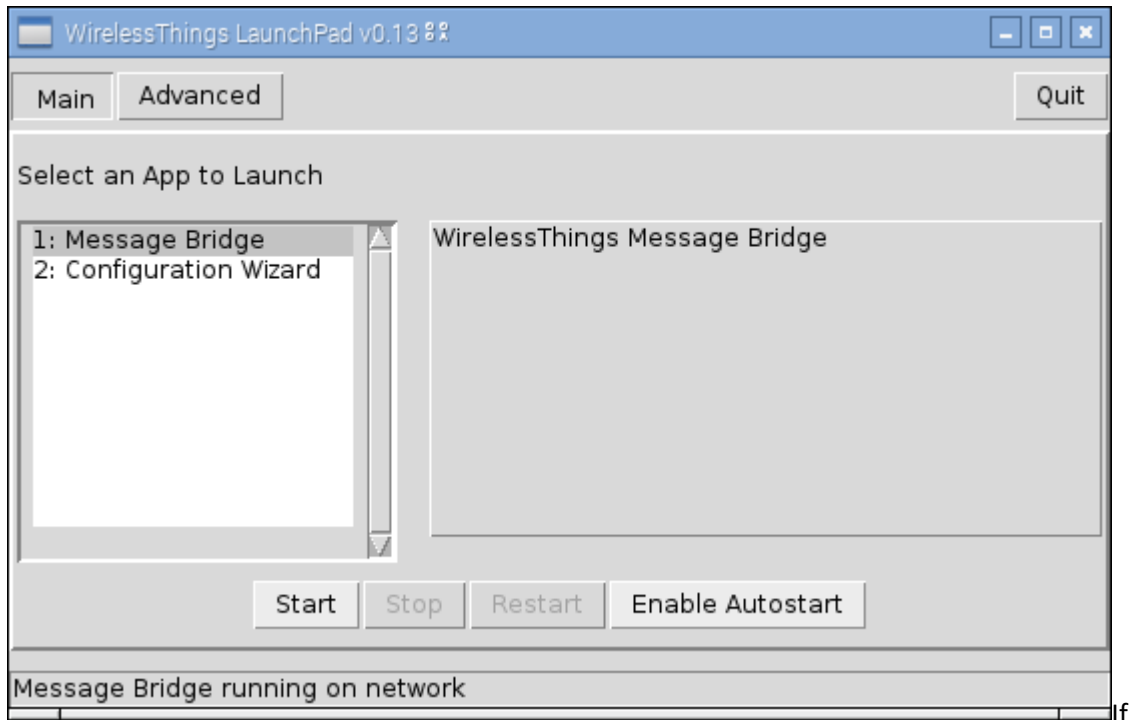 WirelessThings LaunchPad v0.13
Main
Advanced
Quit
Select an App to Launch
1: Message Bridge
2: Configuration Wizard
WirelessThings Message Bridge
Start
Stop
Restart
Enable Autostart
Message Bridge running on network
If